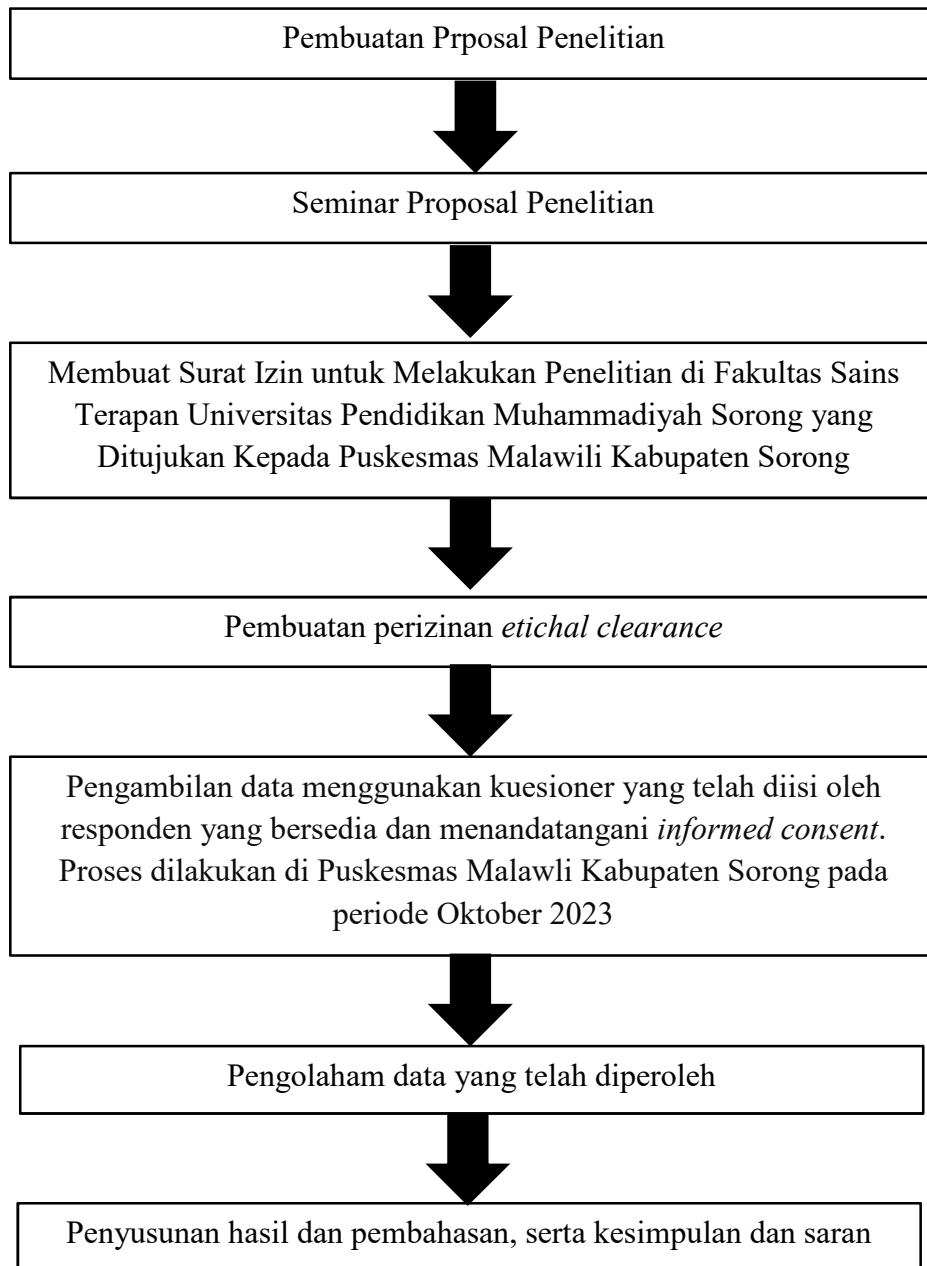 Pembuatan Prposal Penelitian
Seminar Proposal Penelitian
Membuat Surat Izin untuk Melakukan Penelitian di Fakultas Sains
Terapan Universitas Pendidikan Muhammadiyah Sorong yang
Ditujukan Kepada Puskesmas Malawili Kabupaten Sorong
Pembuatan perizinan etichal clearance
Pengambilan data menggunakan kuesioner yang telah diisi oleh
responden yang bersedia dan menandatangani informed consent.
Proses dilakukan di Puskesmas Malawli Kabupaten Sorong pada
periode Oktober 2023
Pengolaham data yang telah diperoleh
Penyusunan hasil dan pembahasan, serta kesimpulan dan saran